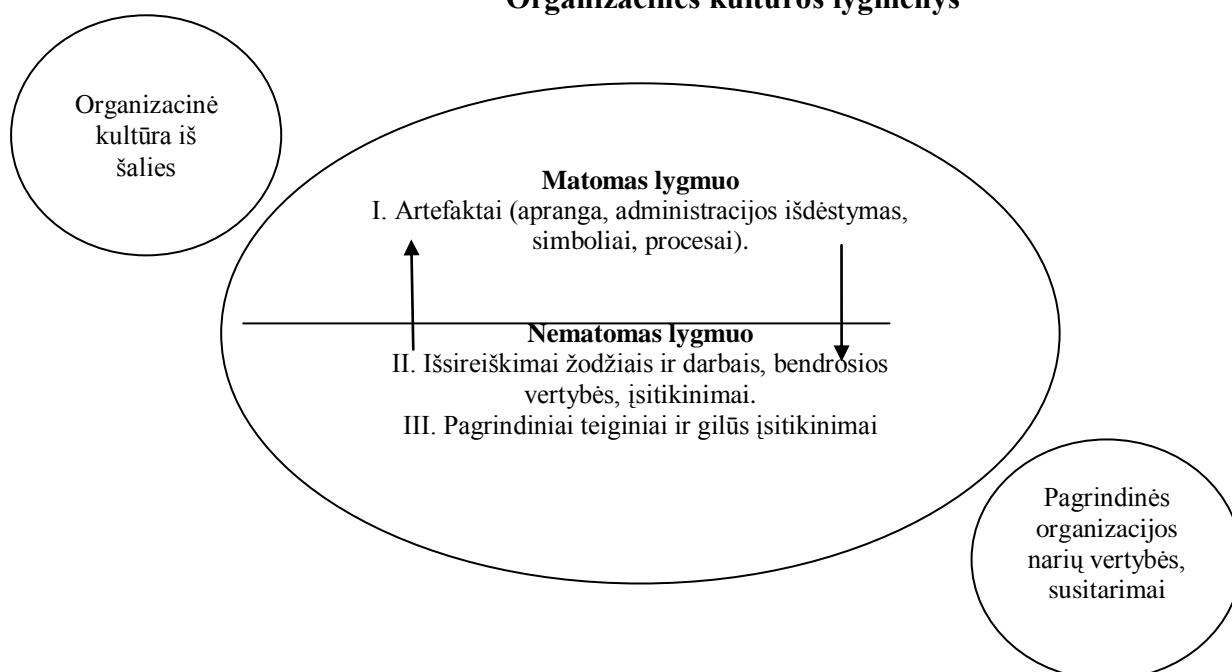 Organizacinės kultūros lygmenys
Organizacinė
kultūra iš
šalies
Matomas lygmuo
I. Artefaktai (apranga, administracijos išdėstymas,
simboliai, procesai).
Nematomas lygmuo
II. Išsireiškimai žodžiais ir darbais, bendrosios
vertybės, įsitikinimai.
III. Pagrindiniai teiginiai ir gilūs įsitikinimai
Pagrindinės
organizacijos
narių vertybės,
susitarimai